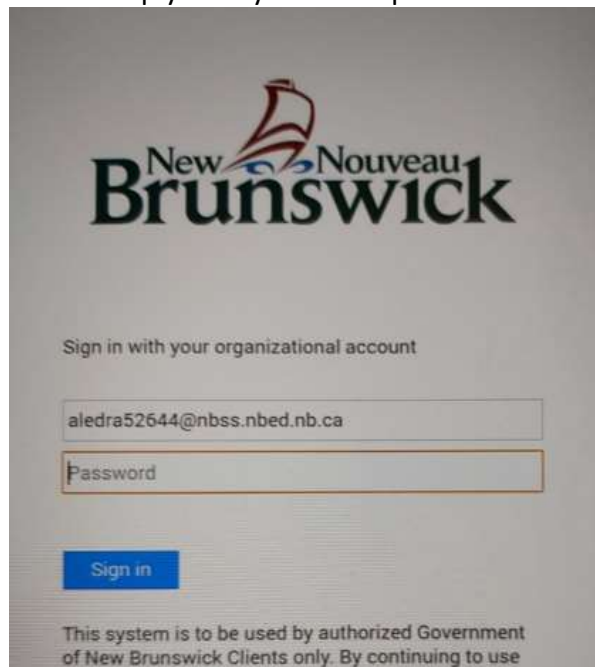 New Nouveau
Brunswick
Sign in with your organizational account
aledra52644@nbss.nbed.nb.ca
Password
Sign in
This system is to be used by authorized Government
of New Brunswick Clients only. By continuing to use